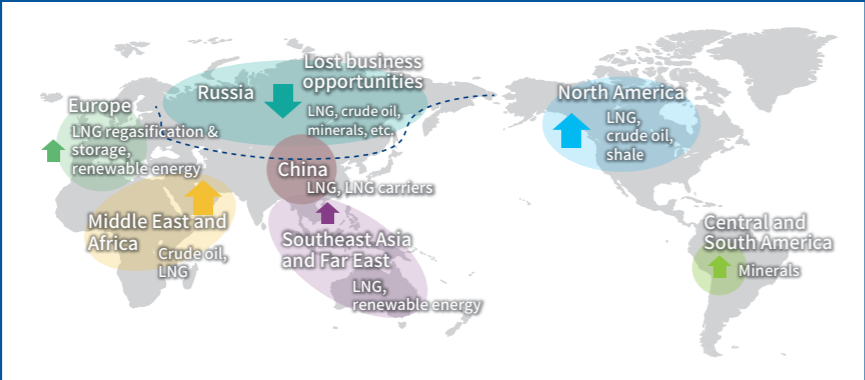 Lost business
opportunities
Russia
LNG, crude oil,
minerals, etc.
Europe
LNG regasification &
storage,
renewable energy
China
LNG, LNG carriers
North America
LNG,
crude oil,
shale
Middle East and
Africa
Crude oil,
LNG
Southeast Asia
and Far East
LNG,
renewable energy
Central and
South America
Minerals